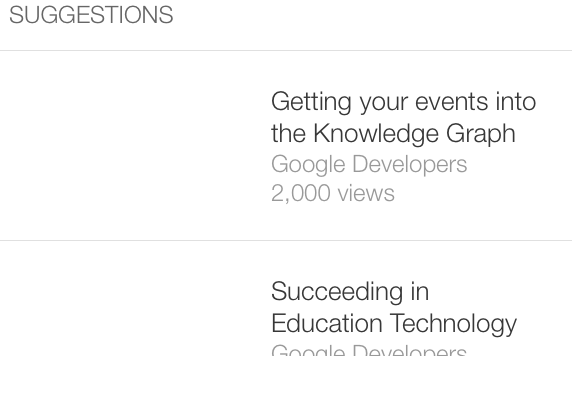 SUGGESTIONS
Getting your events into
the Knowledge Graph
Google Developers
2,000 views
Succeeding in
Education Technology
Google Developers